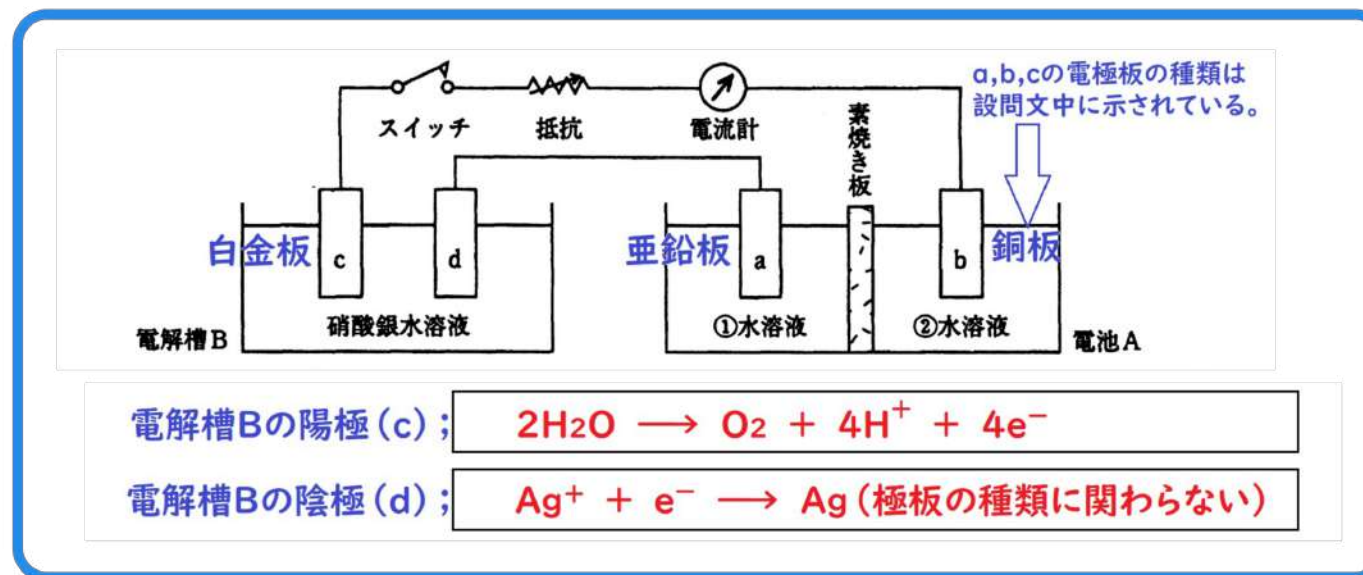 a,b,cの電極板の種類は
設問文中に示されている。
スイッチ
抵抗
電流計
素焼き板
白金板
c
d
亜鉛板
a
b
銅板
硝酸銀水溶液
①水溶液
②水溶液
電解槽B
電池A
電解槽Bの陽極(c); 2H₂O ⟶ O₂ + 4H⁺ + 4e⁻
電解槽Bの陰極(d); Ag⁺ + e⁻ ⟶ Ag(極板の種類に関わらない)